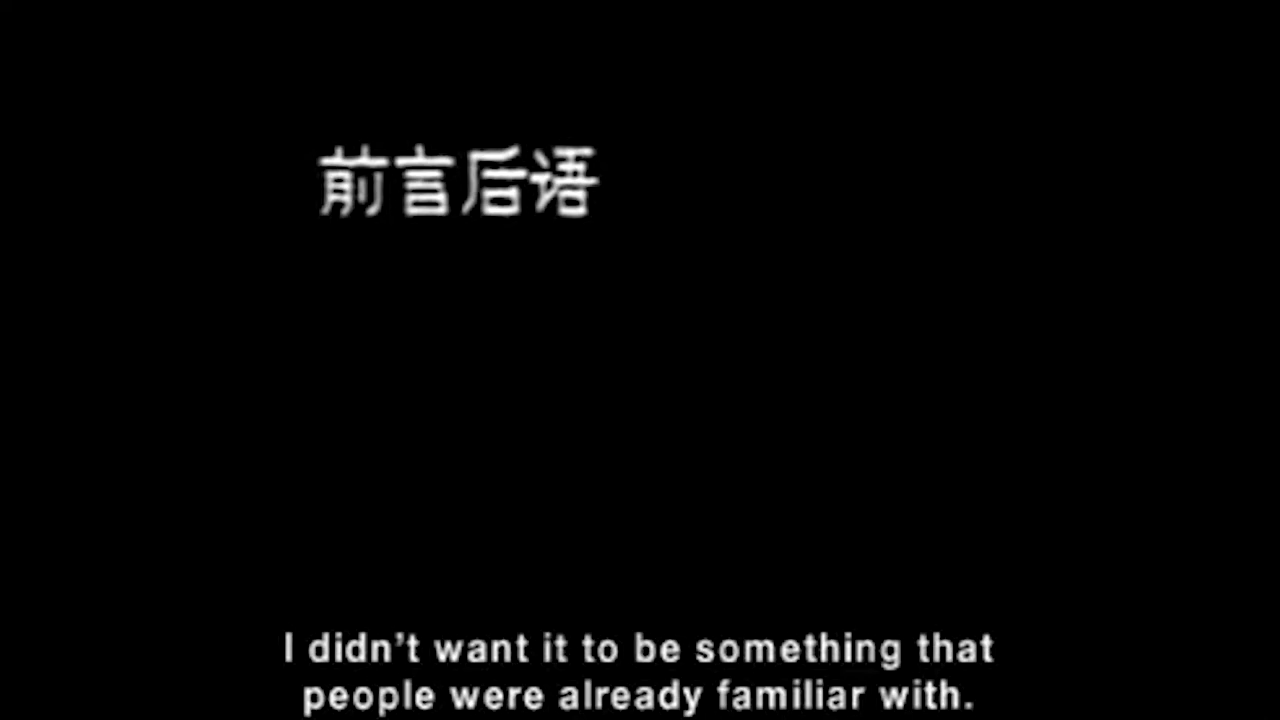 前言后语
I didn't want it to be something that
people were already familiar with.